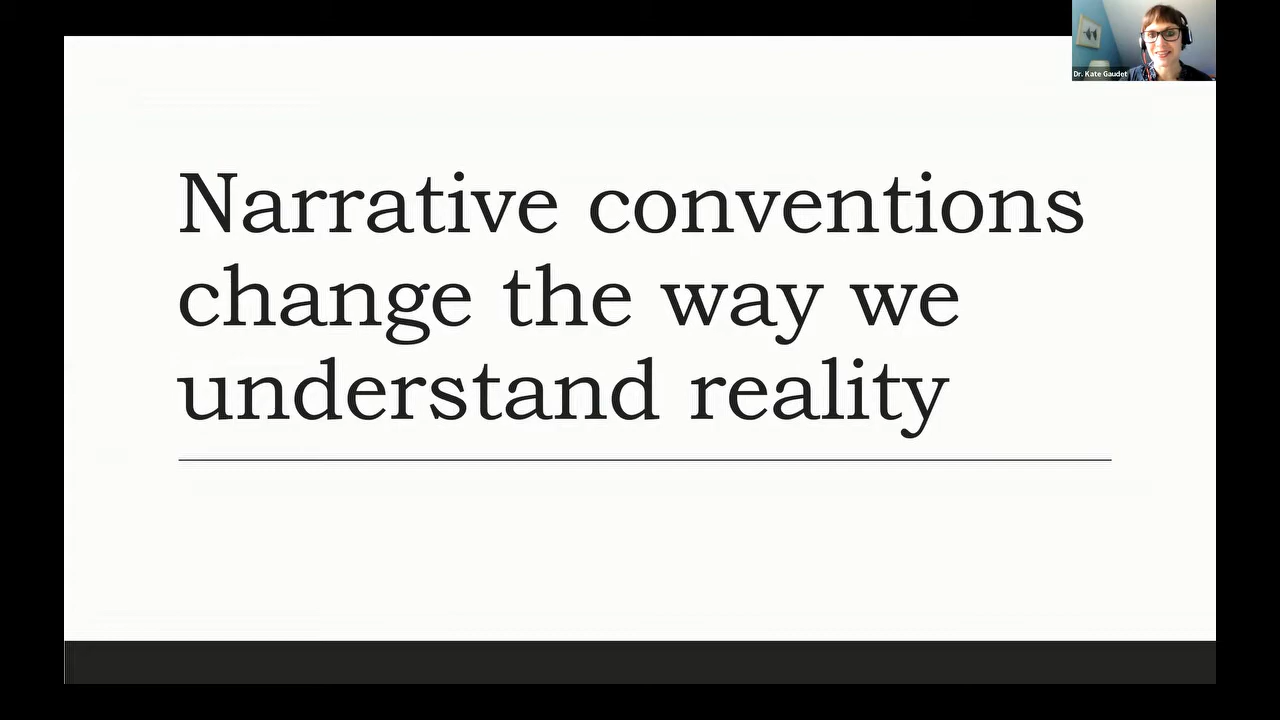 Dr. Kate Gaudet
Narrative conventions
change the way we
understand reality